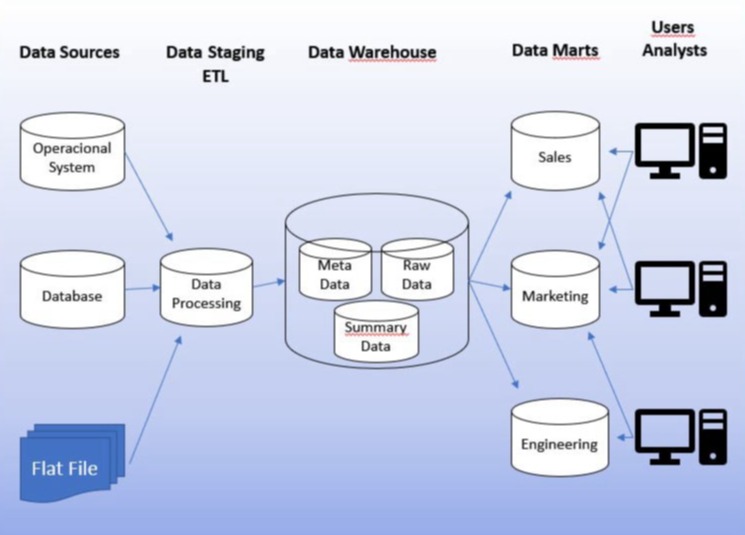 Data Sources
Data Staging
ETL
Data Warehouse
Data Marts
Users
Analysts
Operacional
System
Database
Flat File
Data
Processing
Meta
Data
Raw
Data
Summary
Data
Sales
Marketing
Engineering